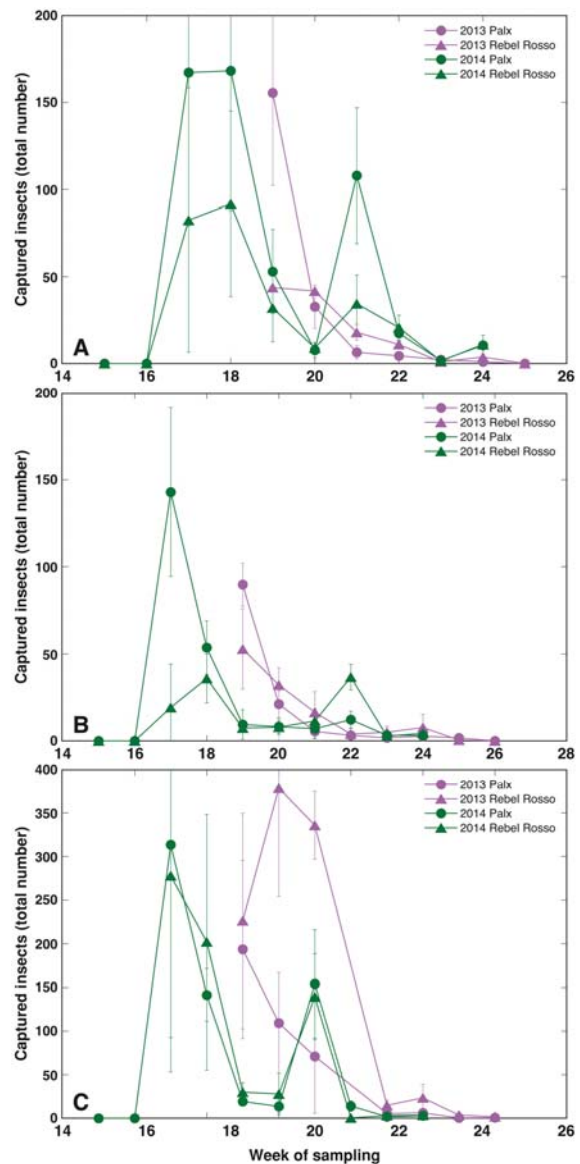 200
150
100
50
0
Captured insects (total number)
2013 Palx
2013 Rebel Rosso
2014 Palx
2014 Rebel Rosso
A
14 16 18 20 22 24 26
200
150
100
50
0
Captured insects (total number)
2013 Palx
2013 Rebel Rosso
2014 Palx
2014 Rebel Rosso
B
14 16 18 20 22 24 26 28
400
350
300
250
200
150
100
50
0
Captured insects (total number)
2013 Palx
2013 Rebel Rosso
2014 Palx
2014 Rebel Rosso
C
14 16 18 20 22 24 26
Week of sampling